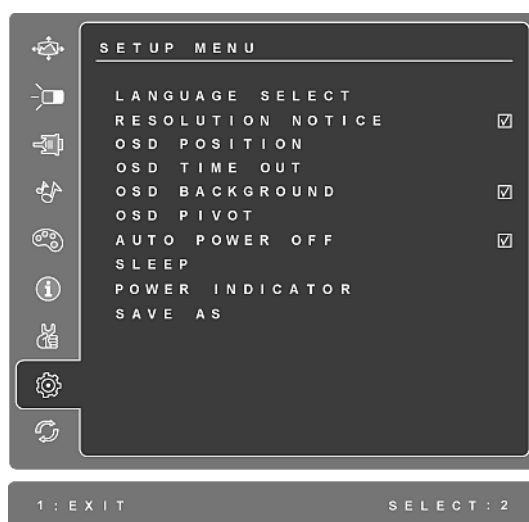 SETUP MENU
LANGUAGE SELECT
RESOLUTION NOTICE
OSD POSITION
OSD TIME OUT
OSD BACKGROUND
OSD PIVOT
AUTO POWER OFF
SLEEP
POWER INDICATOR
SAVE AS
1:EXIT SELECT:2